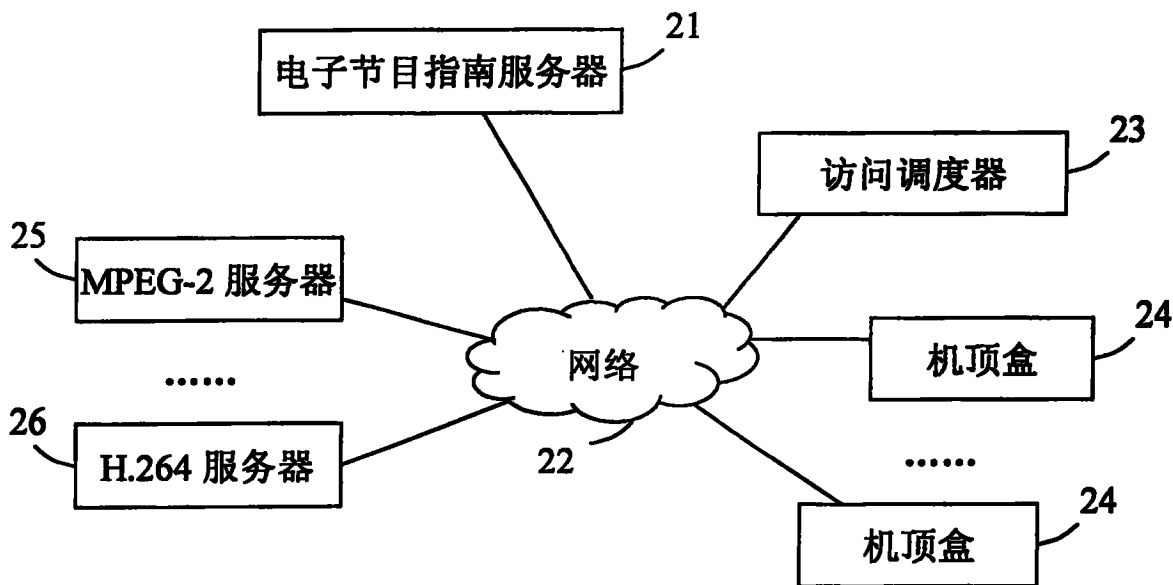 21
电子节目指南服务器
23
访问调度器
25
MPEG-2 服务器
24
机顶盒
网络
......
26
H.264 服务器
22
......
24
机顶盒